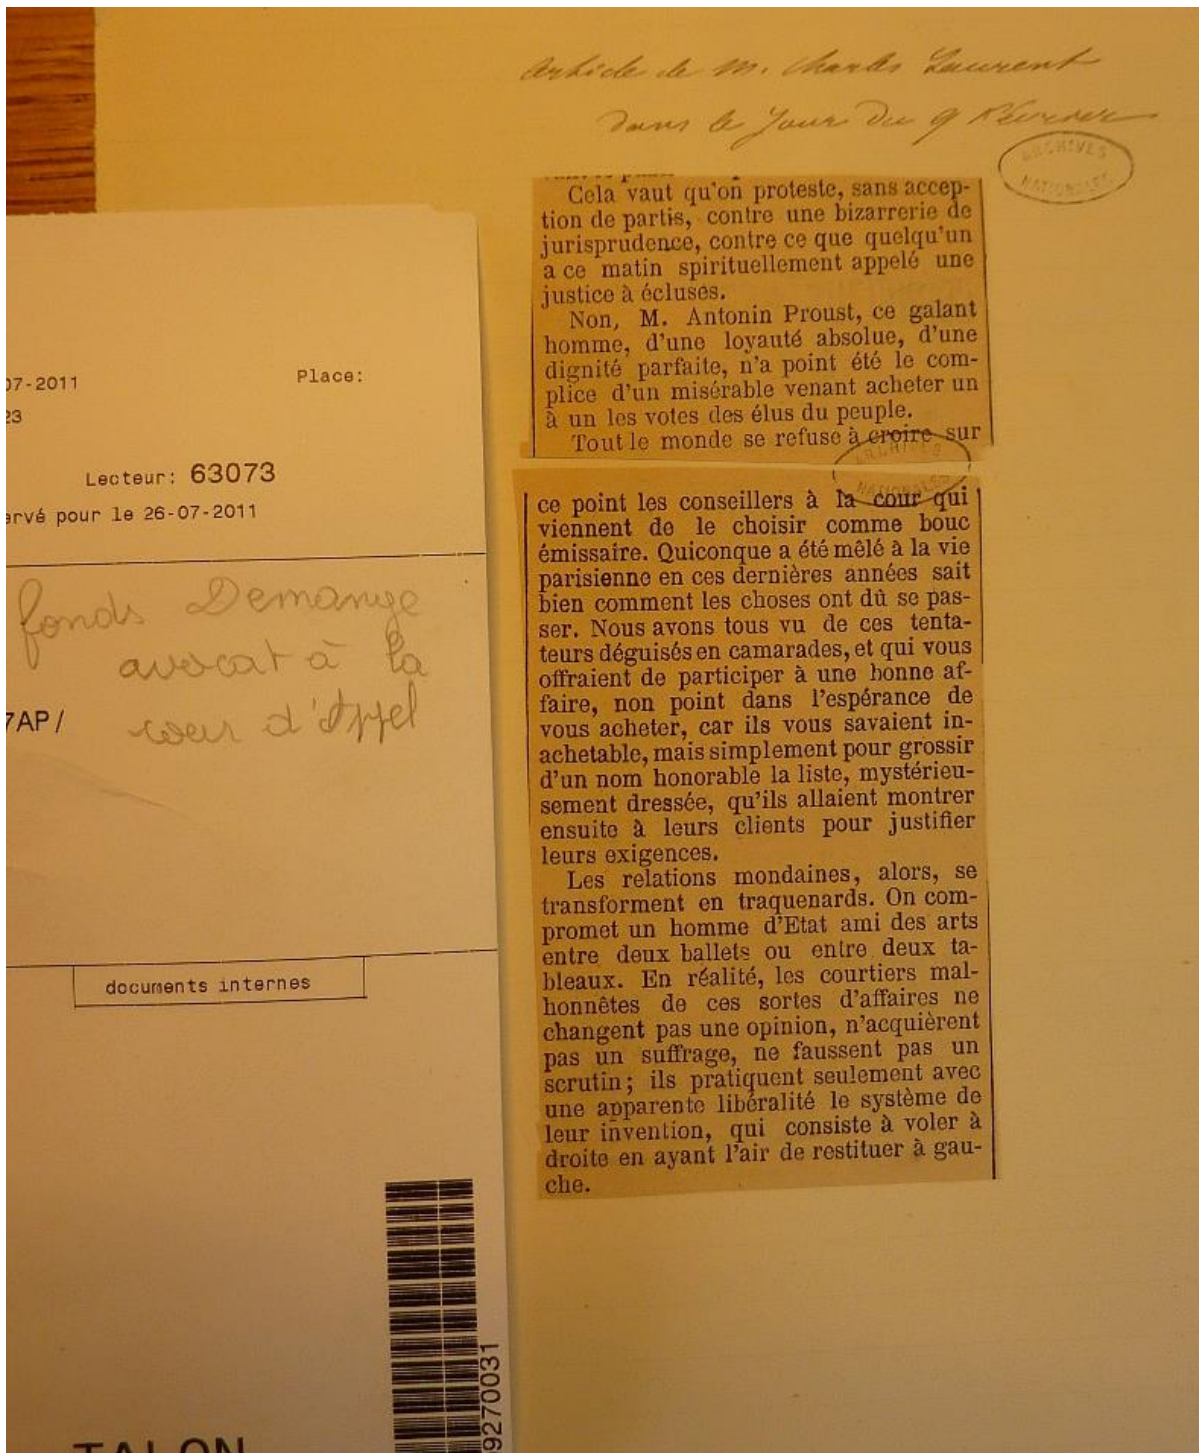 Article de M. Charles Laurent
dans le Jour du 9 Février
ARCHIVES
NATIONALES
Cela vaut qu'on proteste, sans accep-
tion de partis, contre une bizarrerie de
jurisprudence, contre ce que quelqu'un
a ce matin spirituellement appelé une
justice à écluses.
Non, M. Antonin Proust, ce galant
homme, d'une loyauté absolue, d'une
dignité parfaite, n'a point été le com-
plice d'un misérable venant acheter un
à un les votes des élus du peuple.
Tout le monde se refuse à croire sur
ARCHIVES
NATIONALES
ce point les conseillers à la cour qui
viennent de le choisir comme bouc
émissaire. Quiconque a été mêlé à la vie
parisienne en ces dernières années sait
bien comment les choses ont dû se pas-
ser. Nous avons tous vu de ces tenta-
teurs déguisés en camarades, et qui vous
offraient de participer à une bonne af-
faire, non point dans l'espérance de
vous acheter, car ils vous savaient in-
achetable, mais simplement pour grossir
d'un nom honorable la liste, mystérieu-
sement dressée, qu'ils allaient montrer
ensuite à leurs clients pour justifier
leurs exigences.
Les relations mondaines, alors, se
transforment en traquenards. On com-
promet un homme d'Etat ami des arts
entre deux ballets ou entre deux ta-
bleaux. En réalité, les courtiers mal-
honnêtes de ces sortes d'affaires ne
changent pas une opinion, n'acquièrent
pas un suffrage, ne faussent pas un
scrutin; ils pratiquent seulement avec
une apparente libéralité le système de
leur invention, qui consiste à voler à
droite en ayant l'air de restituer à gau-
che.
07-2011 Place:
23
Lecteur: 63073
ervé pour le 26-07-2011
fonds Demange
avocat à la
cour d'Appel
7AP/
documents internes
9270031
TALON